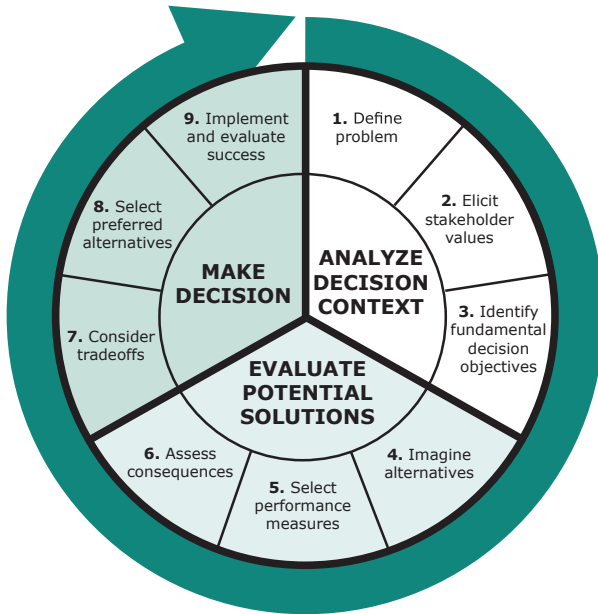 1. Define
problem
2. Elicit
stakeholder
values
3. Identify
fundamental
decision
objectives
ANALYZE
DECISION
CONTEXT
4. Imagine
alternatives
5. Select
performance
measures
6. Assess
consequences
EVALUATE
POTENTIAL
SOLUTIONS
7. Consider
tradeoffs
8. Select
preferred
alternatives
9. Implement
and evaluate
success
MAKE
DECISION